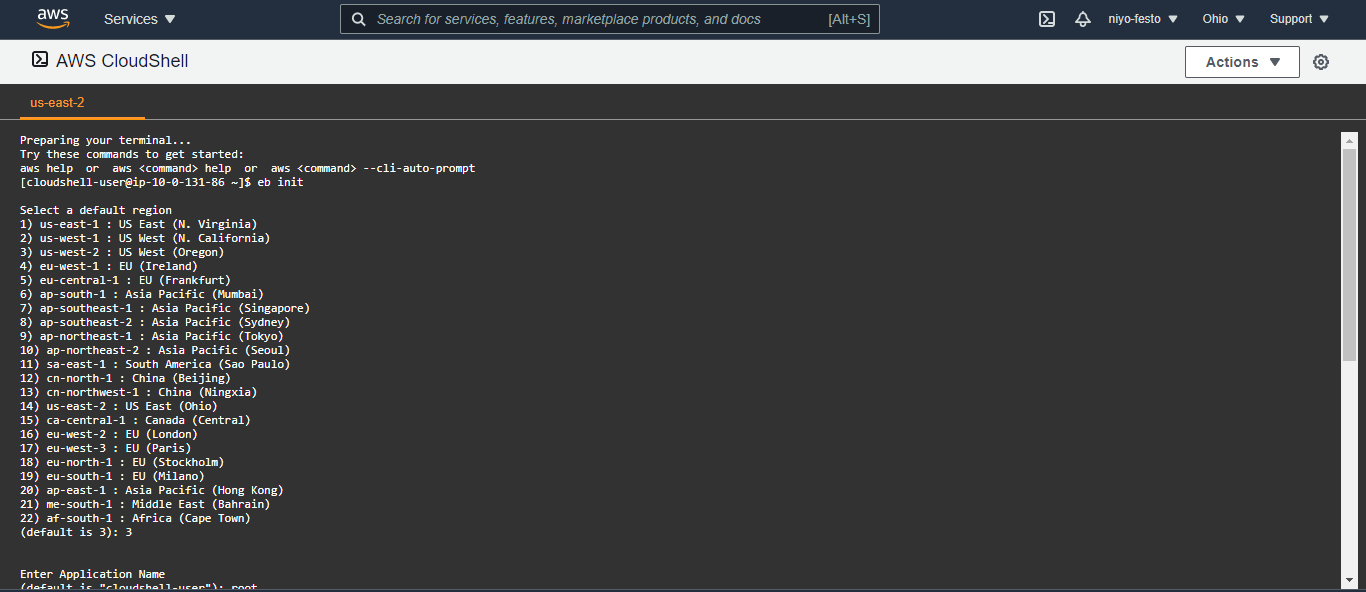 aws
Services ▼
Search for services, features, marketplace products, and docs [Alt+S]
niyo-festo ▼
Ohio ▼
Support ▼
AWS CloudShell
Actions ▼
us-east-2
Preparing your terminal...
Try these commands to get started:
aws help  or  aws <command> help  or  aws <command> --cli-auto-prompt
[cloudshell-user@ip-10-0-131-86 ~]$ eb init
Select a default region
1) us-east-1 : US East (N. Virginia)
2) us-west-1 : US West (N. California)
3) us-west-2 : US West (Oregon)
4) eu-west-1 : EU (Ireland)
5) eu-central-1 : EU (Frankfurt)
6) ap-south-1 : Asia Pacific (Mumbai)
7) ap-southeast-1 : Asia Pacific (Singapore)
8) ap-southeast-2 : Asia Pacific (Sydney)
9) ap-northeast-1 : Asia Pacific (Tokyo)
10) ap-northeast-2 : Asia Pacific (Seoul)
11) sa-east-1 : South America (Sao Paulo)
12) cn-north-1 : China (Beijing)
13) cn-northwest-1 : China (Ningxia)
14) us-east-2 : US East (Ohio)
15) ca-central-1 : Canada (Central)
16) eu-west-2 : EU (London)
17) eu-west-3 : EU (Paris)
18) eu-north-1 : EU (Stockholm)
19) eu-south-1 : EU (Milano)
20) ap-east-1 : Asia Pacific (Hong Kong)
21) me-south-1 : Middle East (Bahrain)
22) af-south-1 : Africa (Cape Town)
(default is 3): 3
Enter Application Name
(default is "cloudshell-user"): root